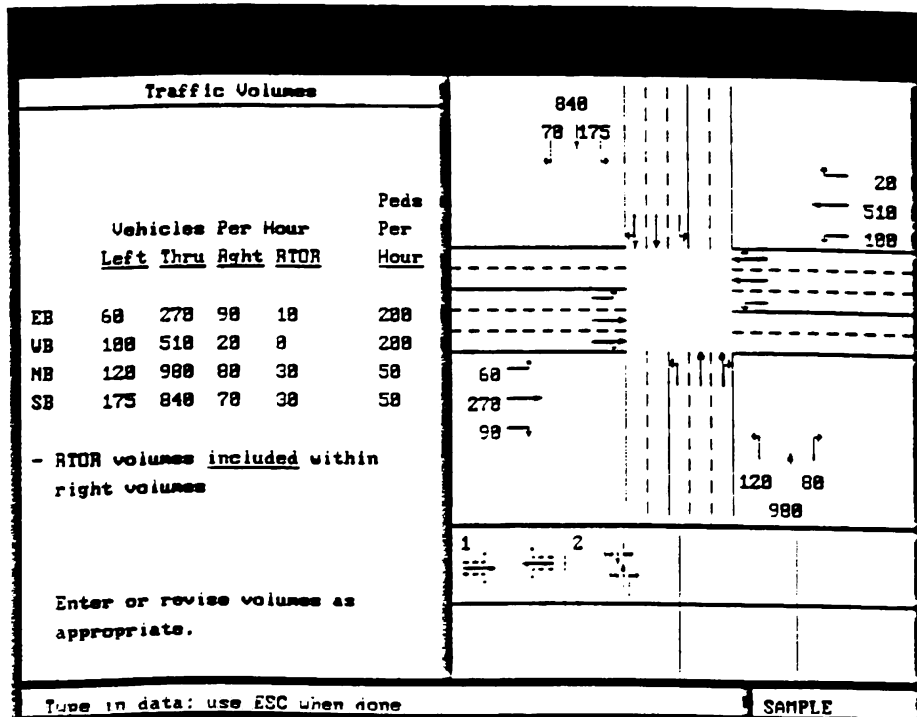 Traffic Volumes
Peds
Vehicles Per Hour Per
Left Thru Rght RTOR Hour
EB 60 270 90 10 200
WB 100 510 20 0 200
NB 120 980 80 30 50
SB 175 840 70 30 50
- RTOR volumes included within
right volumes
Enter or revise volumes as
appropriate.
840
70 175
20
510
100
60
270
90
120 80
980
1 2
Type in data: use ESC when done
SAMPLE